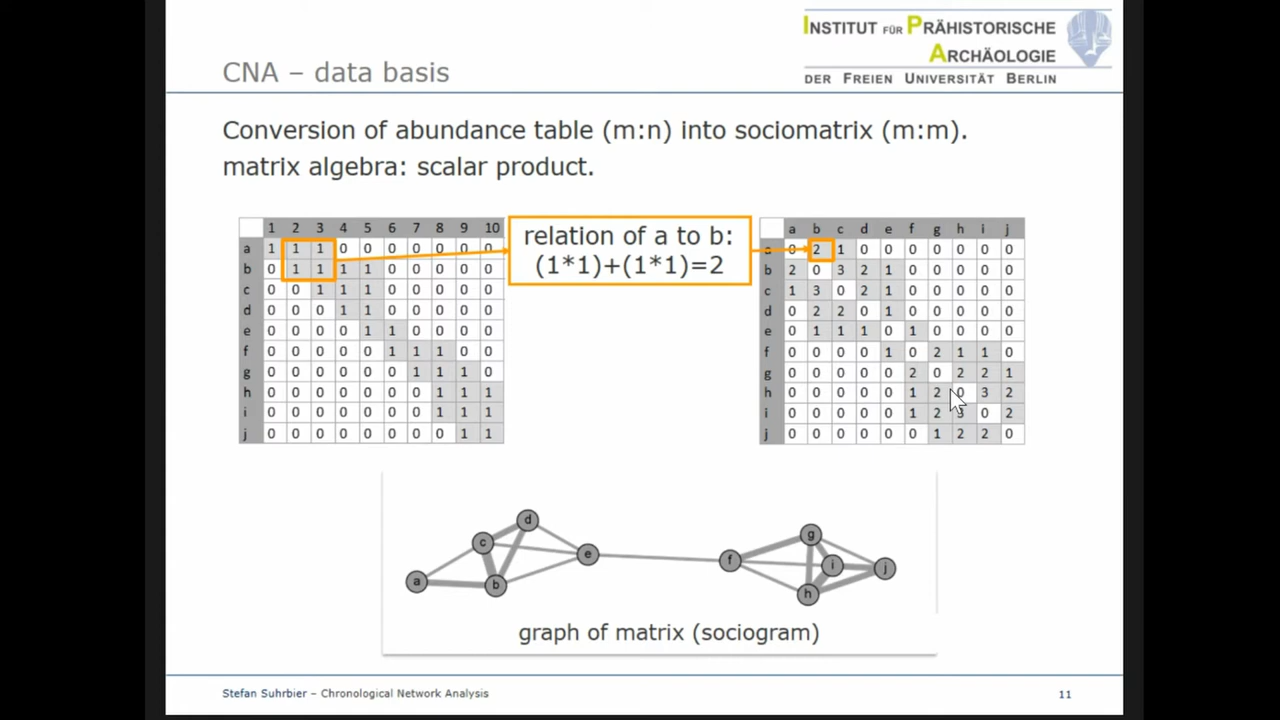 INSTITUT FÜR PRÄHISTORISCHE
ARCHÄOLOGIE
DER FREIEN UNIVERSITÄT BERLIN
CNA – data basis
Conversion of abundance table (m:n) into sociomatrix (m:m).
matrix algebra: scalar product.
1 2 3 4 5 6 7 8 9 10
a 1 1 1 0 0 0 0 0 0 0
b 0 1 1 1 1 0 0 0 0 0
c 0 0 1 1 1 0 0 0 0 0
d 0 0 0 1 1 0 0 0 0 0
e 0 0 0 0 1 1 0 0 0 0
f 0 0 0 0 0 1 1 1 0 0
g 0 0 0 0 0 0 1 1 1 0
h 0 0 0 0 0 0 0 1 1 1
i 0 0 0 0 0 0 0 1 1 1
j 0 0 0 0 0 0 0 0 1 1
relation of a to b:
(1*1)+(1*1)=2
a b c d e f g h i j
a 0 2 1 0 0 0 0 0 0 0
b 2 0 3 2 1 0 0 0 0 0
c 1 3 0 2 1 0 0 0 0 0
d 0 2 2 0 1 0 0 0 0 0
e 0 1 1 1 0 1 0 0 0 0
f 0 0 0 0 1 0 2 1 1 0
g 0 0 0 0 0 2 0 2 2 1
h 0 0 0 0 0 1 2 0 3 2
i 0 0 0 0 0 1 2 3 0 2
j 0 0 0 0 0 0 1 2 2 0
d
c
e
a
b
g
f
i
j
h
graph of matrix (sociogram)
Stefan Suhrbier – Chronological Network Analysis
11